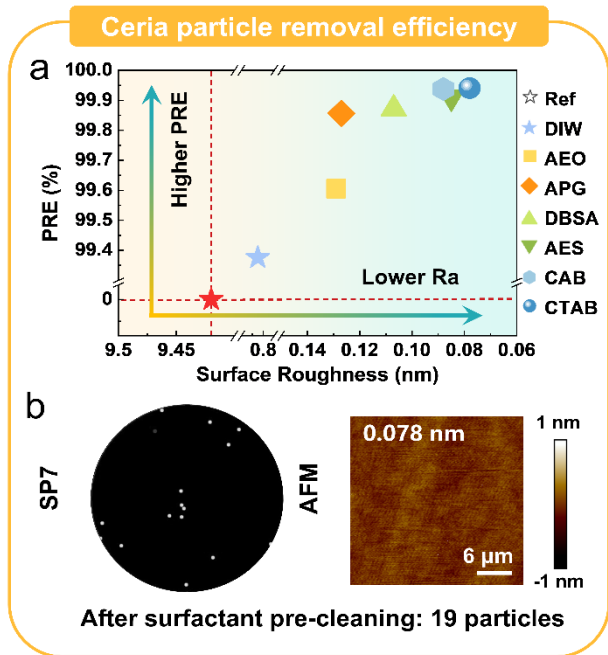 Ceria particle removal efficiency
a
100.0
99.9
99.8
99.7
99.6
99.5
99.4
0
PRE (%)
Higher PRE
Lower Ra
9.5
9.45
0.8
0.14
0.12
0.10
0.08
0.06
Surface Roughness (nm)
Ref
DIW
AEO
APG
DBSA
AES
CAB
CTAB
b
SP7
AFM
0.078 nm
6 μm
1 nm
-1 nm
After surfactant pre-cleaning: 19 particles